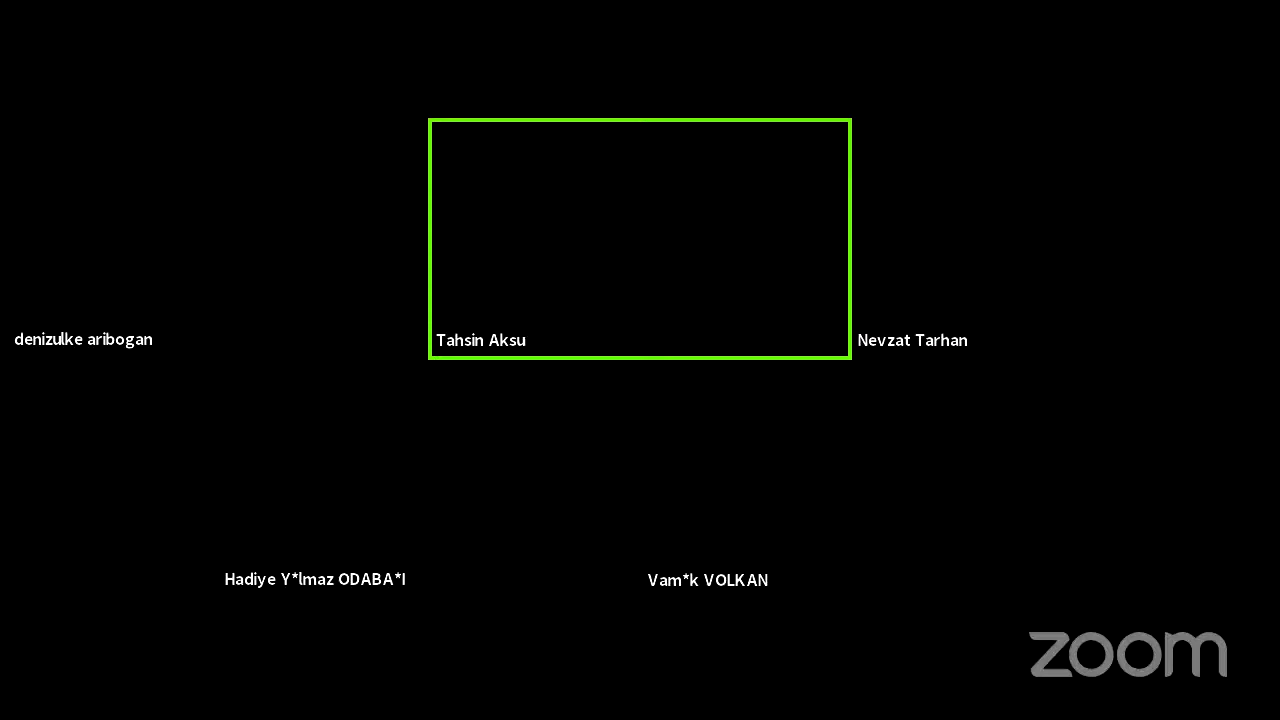 denizulke aribogan
Tahsin Aksu
Nevzat Tarhan
Hadiye Y*lmaz ODABA*I
Vam*k VOLKAN
zoom